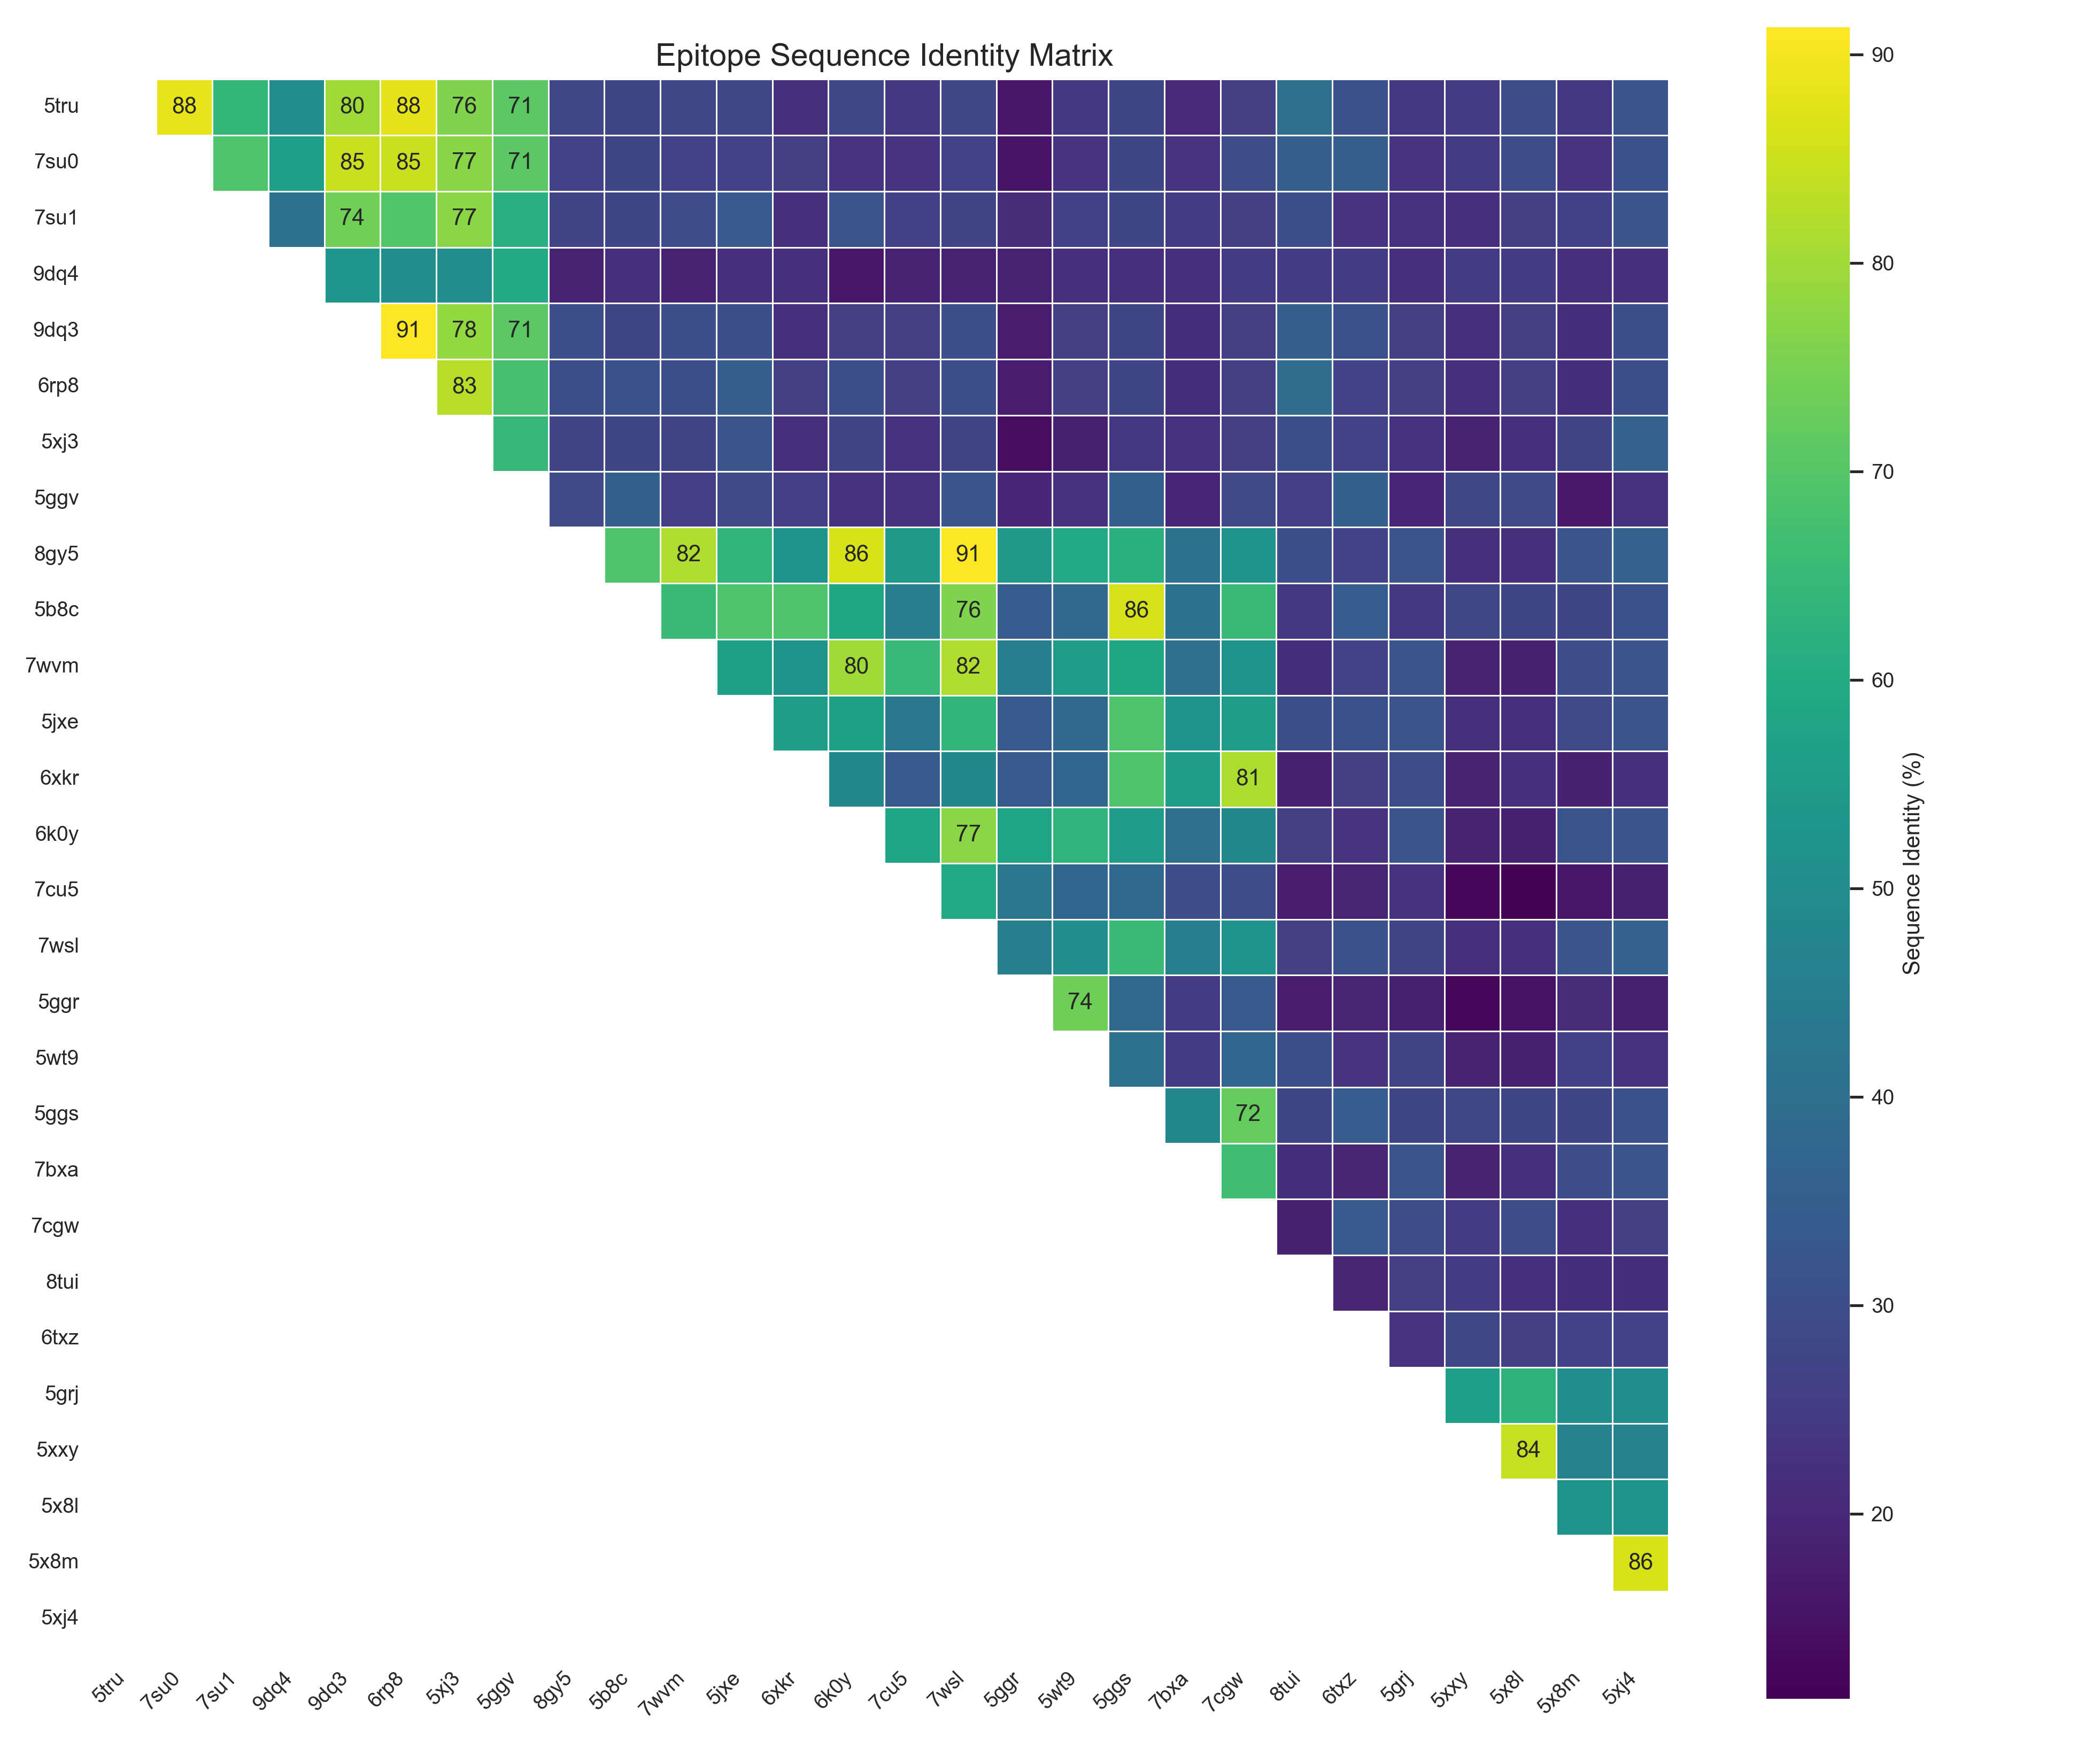 Epitope Sequence Identity Matrix
5tru 88 80 88 76 71
7su0 85 85 77 71
7su1 74 77
9dq4
9dq3 91 78 71
6rp8 83
5xj3
5ggv
8gy5 82 86 91
5b8c 76 86
7wvm 80 82
5jxe
6xkr 81
6k0y 77
7cu5
7wsl
5ggr 74
5wt9
5ggs 72
7bxa
7cgw
8tui
6txz
5grj
5xxy 84
5x8l
5x8m 86
5xj4
5tru 7su0 7su1 9dq4 9dq3 6rp8 5xj3 5ggv 8gy5 5b8c 7wvm 5jxe 6xkr 6k0y 7cu5 7wsl 5ggr 5wt9 5ggs 7bxa 7cgw 8tui 6txz 5grj 5xxy 5x8l 5x8m 5xj4
90
80
70
60
50
40
30
20
Sequence Identity (%)